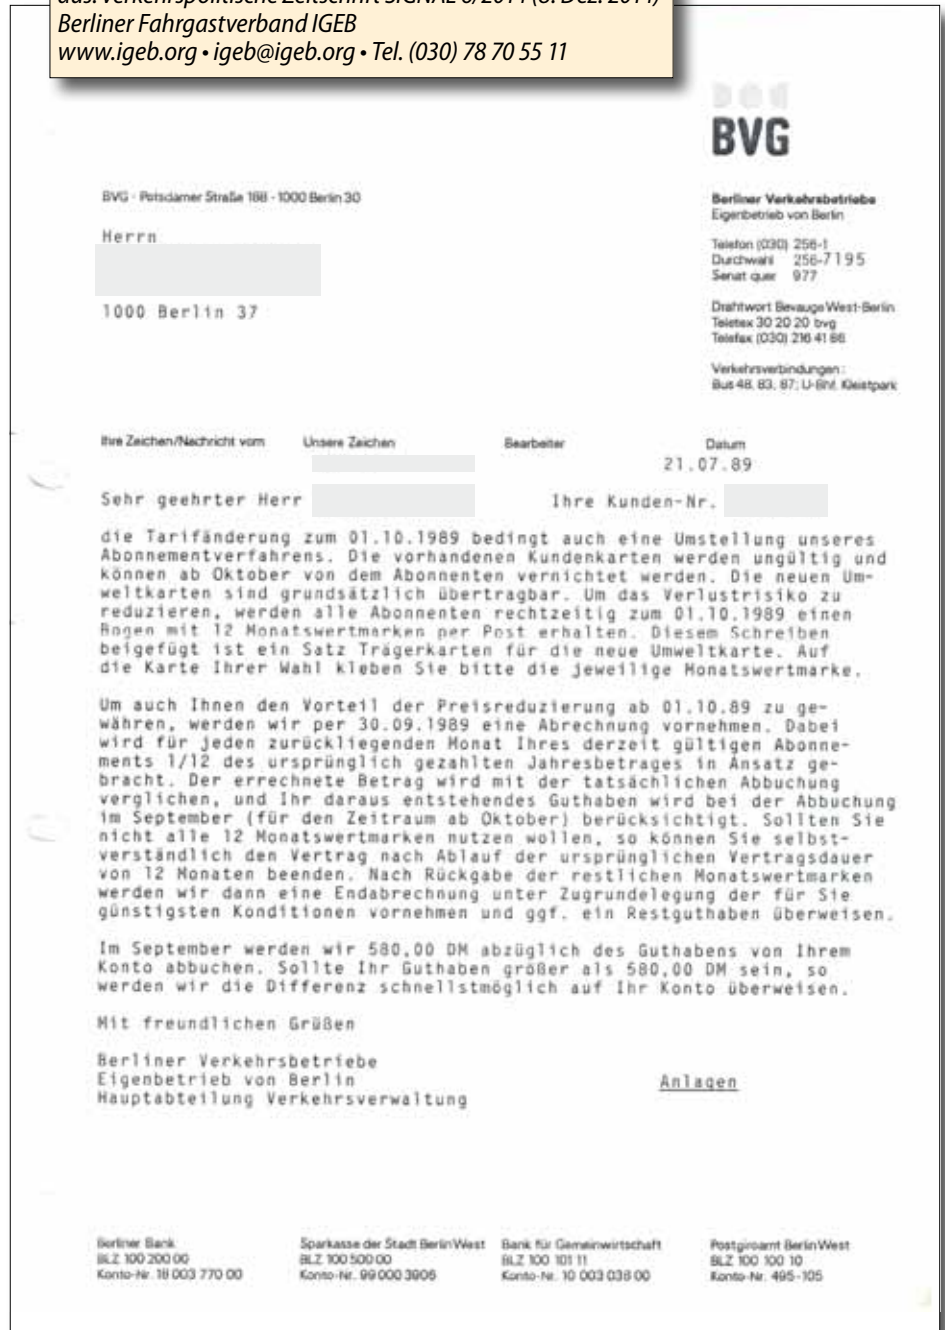 aus: Verkehrspolitische Zeitschrift SIGNAL 6/2011 (8. Dez. 2011)
Berliner Fahrgastverband IGEB
www.igeb.org • igeb@igeb.org • Tel. (030) 78 70 55 11
BVG
BVG - Potsdamer Straße 188 - 1000 Berlin 30
Berliner Verkehrsbetriebe
Eigenbetrieb von Berlin
Herrn
Telefon (030) 256-1
Durchwahl 256-7195
Senat quer 977
1000 Berlin 37
Drahtwort Bevauge West-Berlin
Teletex 30 20 20 bvg
Telefax (030) 216 41 86
Verkehrsverbindungen:
Bus 48, 83, 87; U-Bhf. Kleistpark
Ihre Zeichen/Nachricht vom Unsere Zeichen Bearbeiter Datum
21.07.89
Sehr geehrter Herr Ihre Kunden-Nr.
die Tarifänderung zum 01.10.1989 bedingt auch eine Umstellung unseres
Abonnementverfahrens. Die vorhandenen Kundenkarten werden ungültig und
können ab Oktober von dem Abonnenten vernichtet werden. Die neuen Um-
weltkarten sind grundsätzlich übertragbar. Um das Verlustrisiko zu
reduzieren, werden alle Abonnenten rechtzeitig zum 01.10.1989 einen
Bogen mit 12 Monatswertmarken per Post erhalten. Diesem Schreiben
beigefügt ist ein Satz Trägerkarten für die neue Umweltkarte. Auf
die Karte Ihrer Wahl kleben Sie bitte die jeweilige Monatswertmarke.
Um auch Ihnen den Vorteil der Preisreduzierung ab 01.10.89 zu ge-
währen, werden wir per 30.09.1989 eine Abrechnung vornehmen. Dabei
wird für jeden zurückliegenden Monat Ihres derzeit gültigen Abonne-
ments 1/12 des ursprünglich gezahlten Jahresbetrages in Ansatz ge-
bracht. Der errechnete Betrag wird mit der tatsächlichen Abbuchung
verglichen, und Ihr daraus entstehendes Guthaben wird bei der Abbuchung
im September (für den Zeitraum ab Oktober) berücksichtigt. Sollten Sie
nicht alle 12 Monatswertmarken nutzen wollen, so können Sie selbst-
verständlich den Vertrag nach Ablauf der ursprünglichen Vertragsdauer
von 12 Monaten beenden. Nach Rückgabe der restlichen Monatswertmarken
werden wir dann eine Endabrechnung unter Zugrundelegung der für Sie
günstigsten Konditionen vornehmen und ggf. ein Restguthaben überweisen.
Im September werden wir 580,00 DM abzüglich des Guthabens von Ihrem
Konto abbuchen. Sollte Ihr Guthaben größer als 580,00 DM sein, so
werden wir die Differenz schnellstmöglich auf Ihr Konto überweisen.
Mit freundlichen Grüßen
Berliner Verkehrsbetriebe
Eigenbetrieb von Berlin Anlagen
Hauptabteilung Verkehrsverwaltung
Berliner Bank
BLZ 100 200 00
Konto-Nr. 18 003 770 00
Sparkasse der Stadt Berlin West
BLZ 100 500 00
Konto-Nr. 99 000 3906
Bank für Gemeinwirtschaft
BLZ 100 101 11
Konto-Nr. 10 003 038 00
Postgiroamt Berlin West
BLZ 100 100 10
Konto-Nr. 495-105